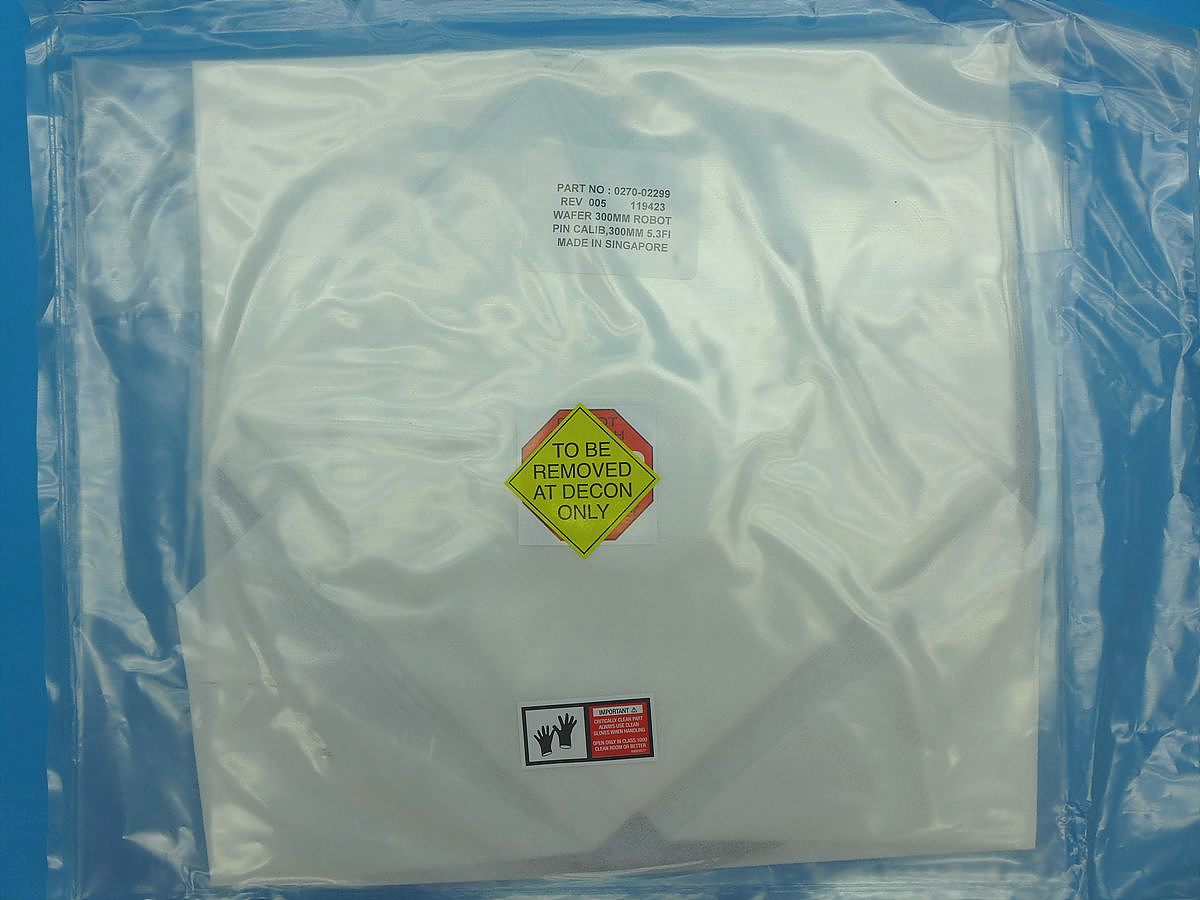 PART NO : 0270-02299
REV 005 119423
WAFER 300MM ROBOT
PIN CALIB,300MM 5.3FI
MADE IN SINGAPORE
TO BE
REMOVED
AT DECON
ONLY
IMPORTANT
CRITICALLY CLEAN PART
ALWAYS USE CLEAN
GLOVES WHEN HANDLING
OPEN ONLY IN CLASS 1000
CLEAN ROOM OR BETTER